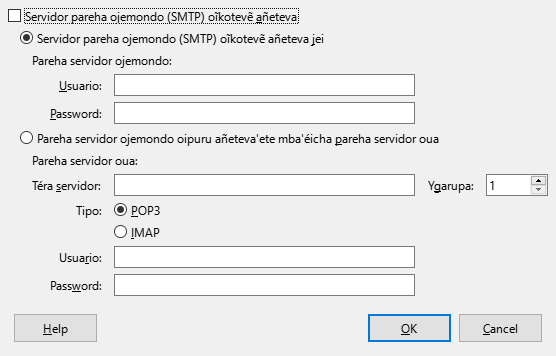 Servidor pareha ojemondo (SMTP) oĩkotevẽ añeteva
Servidor pareha ojemondo (SMTP) oĩkotevẽ añeteva jei
Pareha servidor ojemondo:
Usuario:
Password:
Pareha servidor ojemondo oipuru añeteva'ete mba'éicha pareha servidor oua
Pareha servidor oua:
Téra servidor: Ygarupa: 1
Tipo: POP3
IMAP
Usuario:
Password:
Help OK Cancel